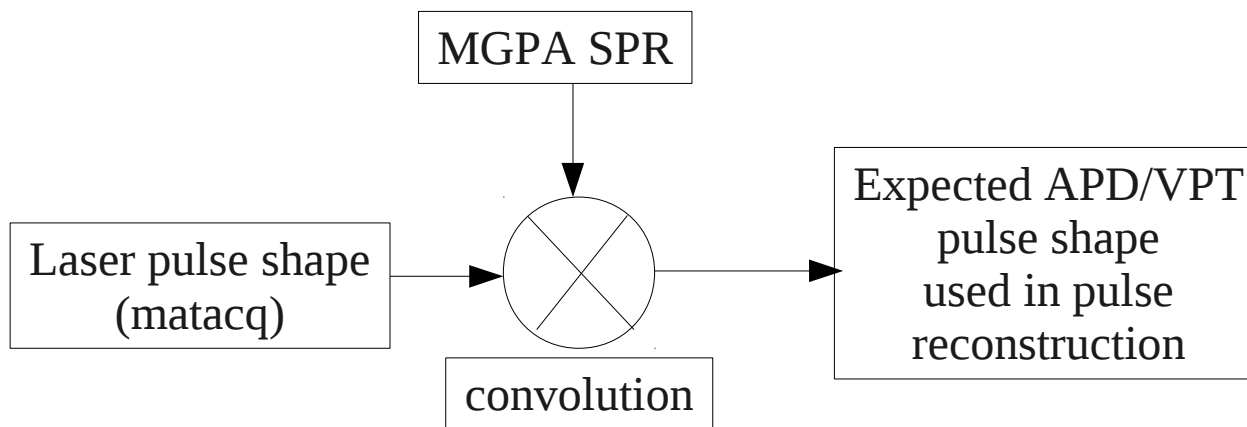 MGPA SPR
Laser pulse shape
(matacq)
convolution
Expected APD/VPT
pulse shape
used in pulse
reconstruction